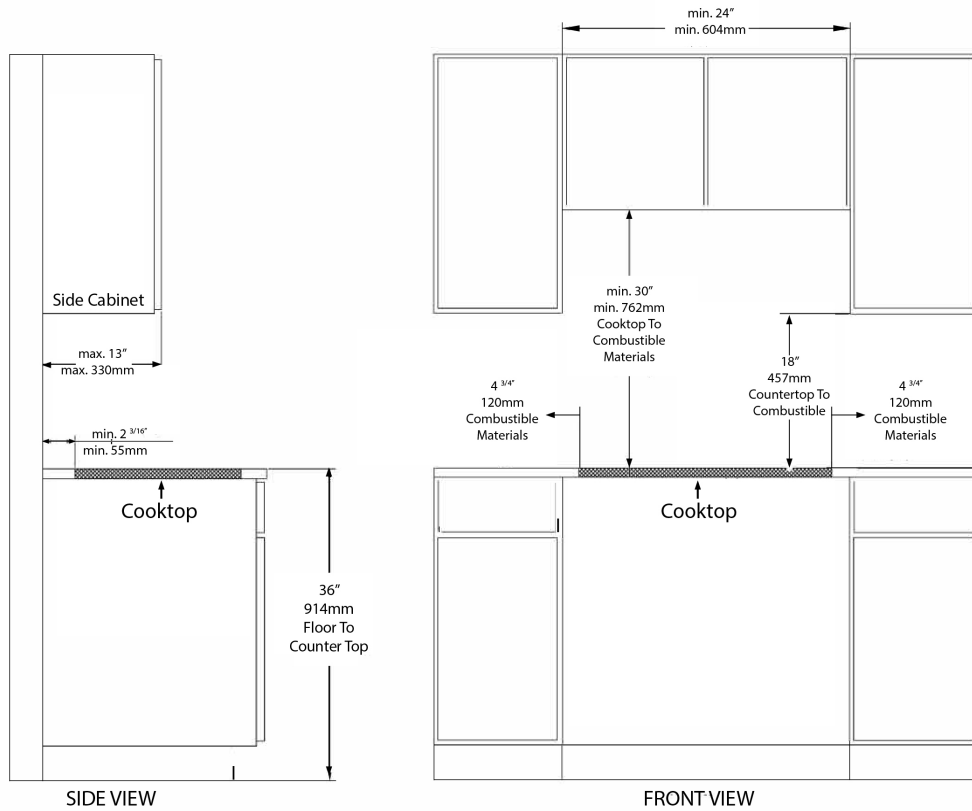 min. 24"
min. 604mm
Side Cabinet
max. 13"
max. 330mm
min. 2 3/16"
min. 55mm
Cooktop
36"
914mm
Floor To
Counter Top
SIDE VIEW
min. 30"
min. 762mm
Cooktop To
Combustible
Materials
18"
457mm
Countertop To
Combustible
4 3/4"
120mm
Combustible
Materials
4 3/4"
120mm
Combustible
Materials
Cooktop
FRONT VIEW